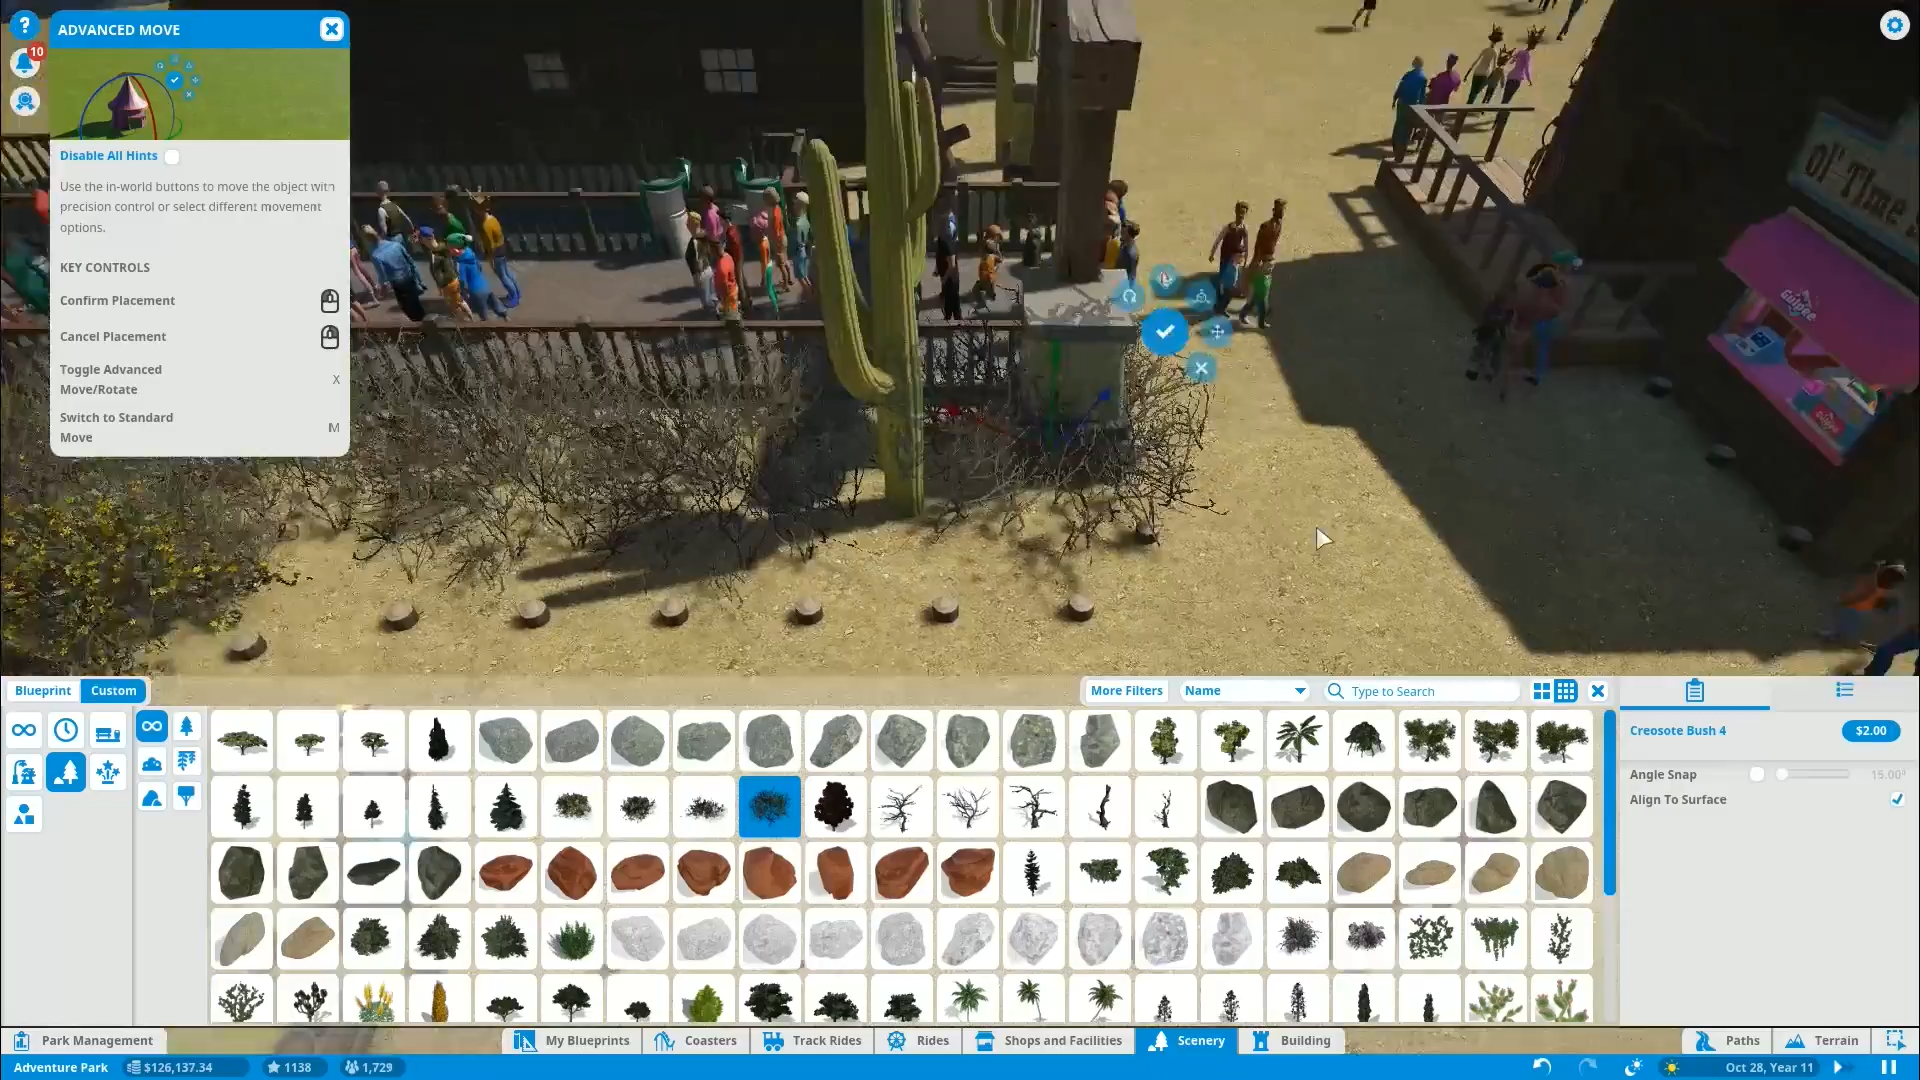 ?
10
ADVANCED MOVE
Disable All Hints
Use the in-world buttons to move the object with
precision control or select different movement
options.
KEY CONTROLS
Confirm Placement
Cancel Placement
Toggle Advanced
Move/Rotate
X
Switch to Standard
Move
M
ol' Time
Gulpee
Blueprint
Custom
More Filters
Name
Type to Search
Creosote Bush 4
$2.00
Angle Snap
15.00°
Align To Surface
Park Management
My Blueprints
Coasters
Track Rides
Rides
Shops and Facilities
Scenery
Building
Paths
Terrain
Adventure Park
$126,137.34
1138
1,729
Oct 28, Year 11